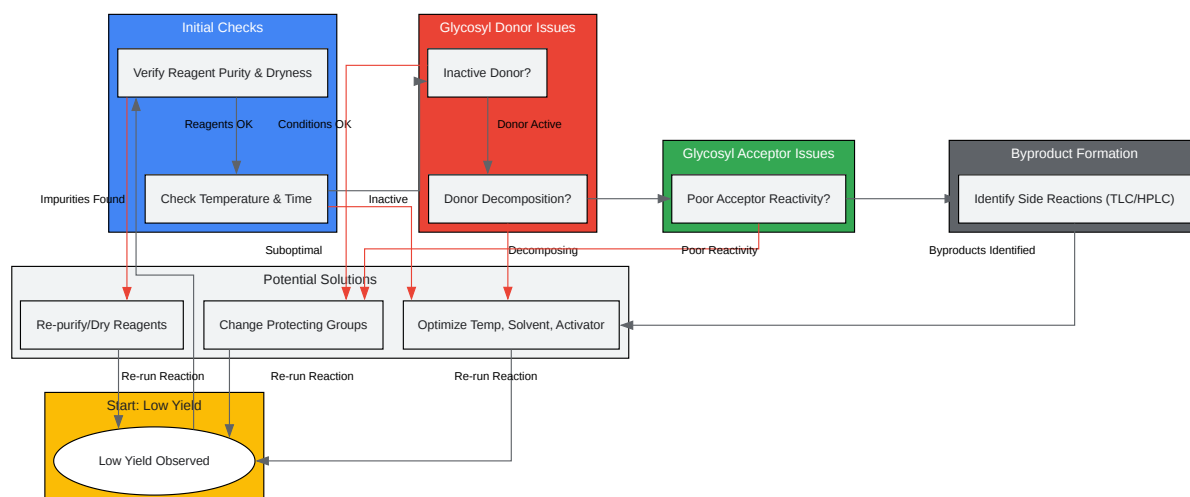 Initial Checks
Glycosyl Donor Issues
Verify Reagent Purity & Dryness
Inactive Donor?
Reagents OK
Conditions OK
Donor Active
Glycosyl Acceptor Issues
Byproduct Formation
Impurities Found
Check Temperature & Time
Inactive
Donor Decomposition?
Poor Acceptor Reactivity?
Identify Side Reactions (TLC/HPLC)
Suboptimal
Decomposing
Poor Reactivity
Byproducts Identified
Potential Solutions
Re-purify/Dry Reagents
Change Protecting Groups
Optimize Temp, Solvent, Activator
Re-run Reaction
Re-run Reaction
Re-run Reaction
Start: Low Yield
Low Yield Observed